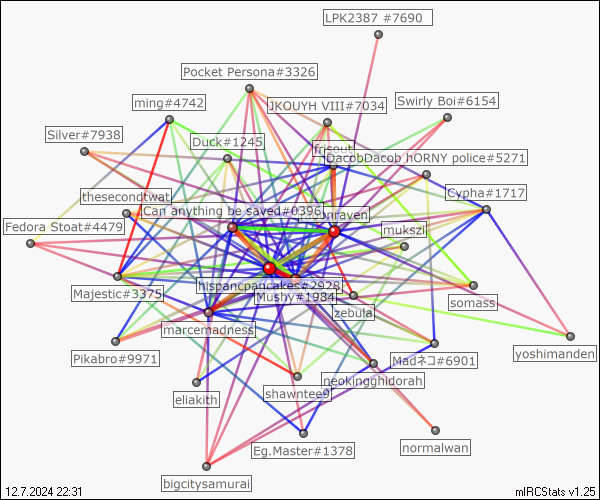 LPK2387 #7690
Pocket Persona#3326
JKOUYH VIII#7034
Swirly Boi#6154
ming#4742
Silver#7938
Duck#1245
frisout
DacobDacob hORNY police#5271
Cypha#1717
thesecondtwat
Can anything be saved#0396
Fedora Stoat#4479
mukszi
hispancpancakes#2928
Majestic#3375
Mushy#1984
somass
zebula
marcemadness
Pikabro#9971
Madネコ#6901
yoshimanden
neokingghidorah
shawntee9
eliakith
normalwan
Eg.Master#1378
bigcitysamurai
12.7.2024 22:31
mIRCStats v1.25